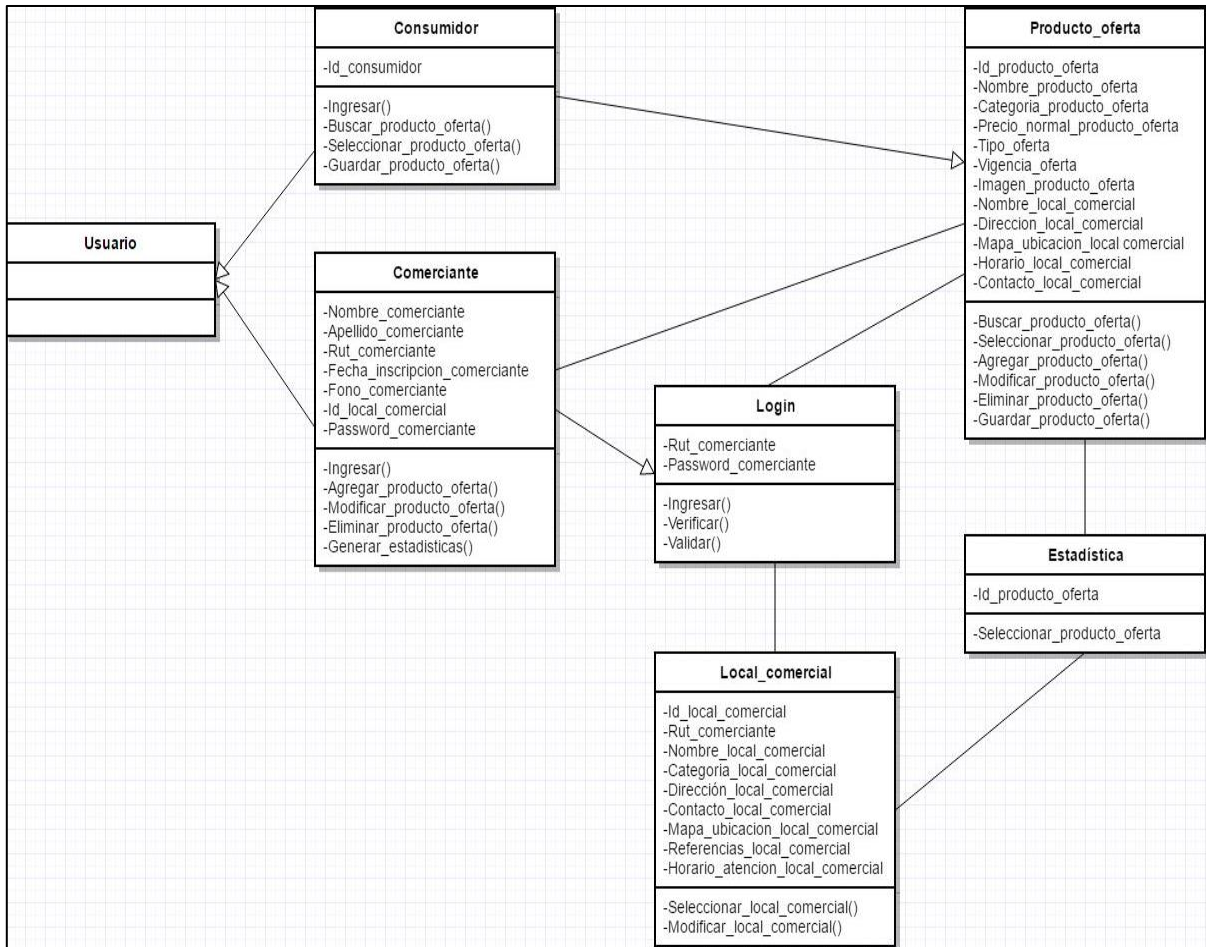 Consumidor
-Id_consumidor
-Ingresar()
-Buscar_producto_oferta()
-Seleccionar_producto_oferta()
-Guardar_producto_oferta()
Producto_oferta
-Id_producto_oferta
-Nombre_producto_oferta
-Categoria_producto_oferta
-Precio_normal_producto_oferta
-Tipo_oferta
-Vigencia_oferta
-Imagen_producto_oferta
-Nombre_local_comercial
-Direccion_local_comercial
-Mapa_ubicacion_local comercial
-Horario_local_comercial
-Contacto_local_comercial
-Buscar_producto_oferta()
-Seleccionar_producto_oferta()
-Agregar_producto_oferta()
-Modificar_producto_oferta()
-Eliminar_producto_oferta()
-Guardar_producto_oferta()
Usuario
Comerciante
-Nombre_comerciante
-Apellido_comerciante
-Rut_comerciante
-Fecha_inscripcion_comerciante
-Fono_comerciante
-Id_local_comercial
-Password_comerciante
-Ingresar()
-Agregar_producto_oferta()
-Modificar_producto_oferta()
-Eliminar_producto_oferta()
-Generar_estadisticas()
Login
-Rut_comerciante
-Password_comerciante
-Ingresar()
-Verificar()
-Validar()
Estadística
-Id_producto_oferta
-Seleccionar_producto_oferta
Local_comercial
-Id_local_comercial
-Rut_comerciante
-Nombre_local_comercial
-Categoria_local_comercial
-Dirección_local_comercial
-Contacto_local_comercial
-Mapa_ubicacion_local_comercial
-Referencias_local_comercial
-Horario_atencion_local_comercial
-Seleccionar_local_comercial()
-Modificar_local_comercial()